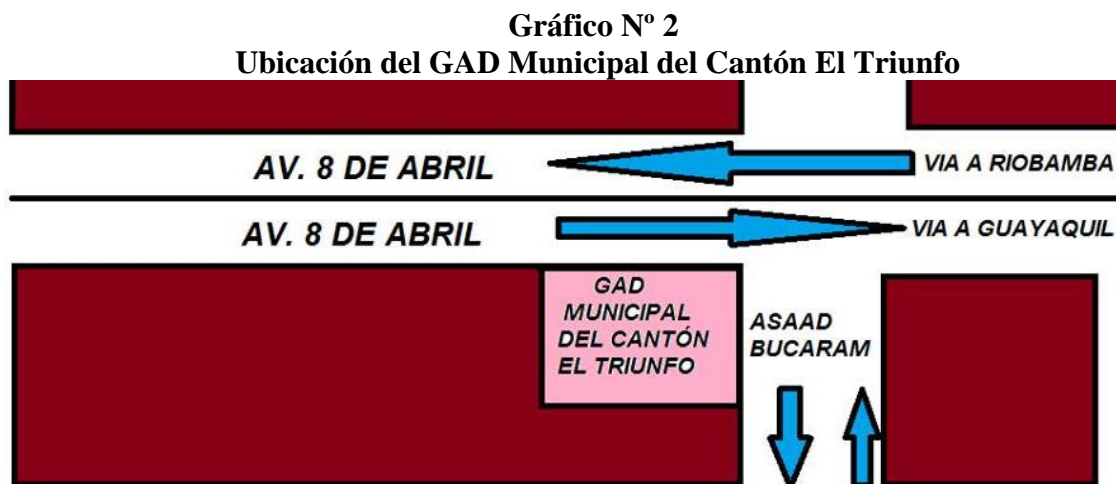 Gráfico Nº 2
Ubicación del GAD Municipal del Cantón El Triunfo
AV. 8 DE ABRIL
VIA A RIOBAMBA
AV. 8 DE ABRIL
VIA A GUAYAQUIL
GAD
MUNICIPAL
DEL CANTÓN
EL TRIUNFO
ASAAD
BUCARAM